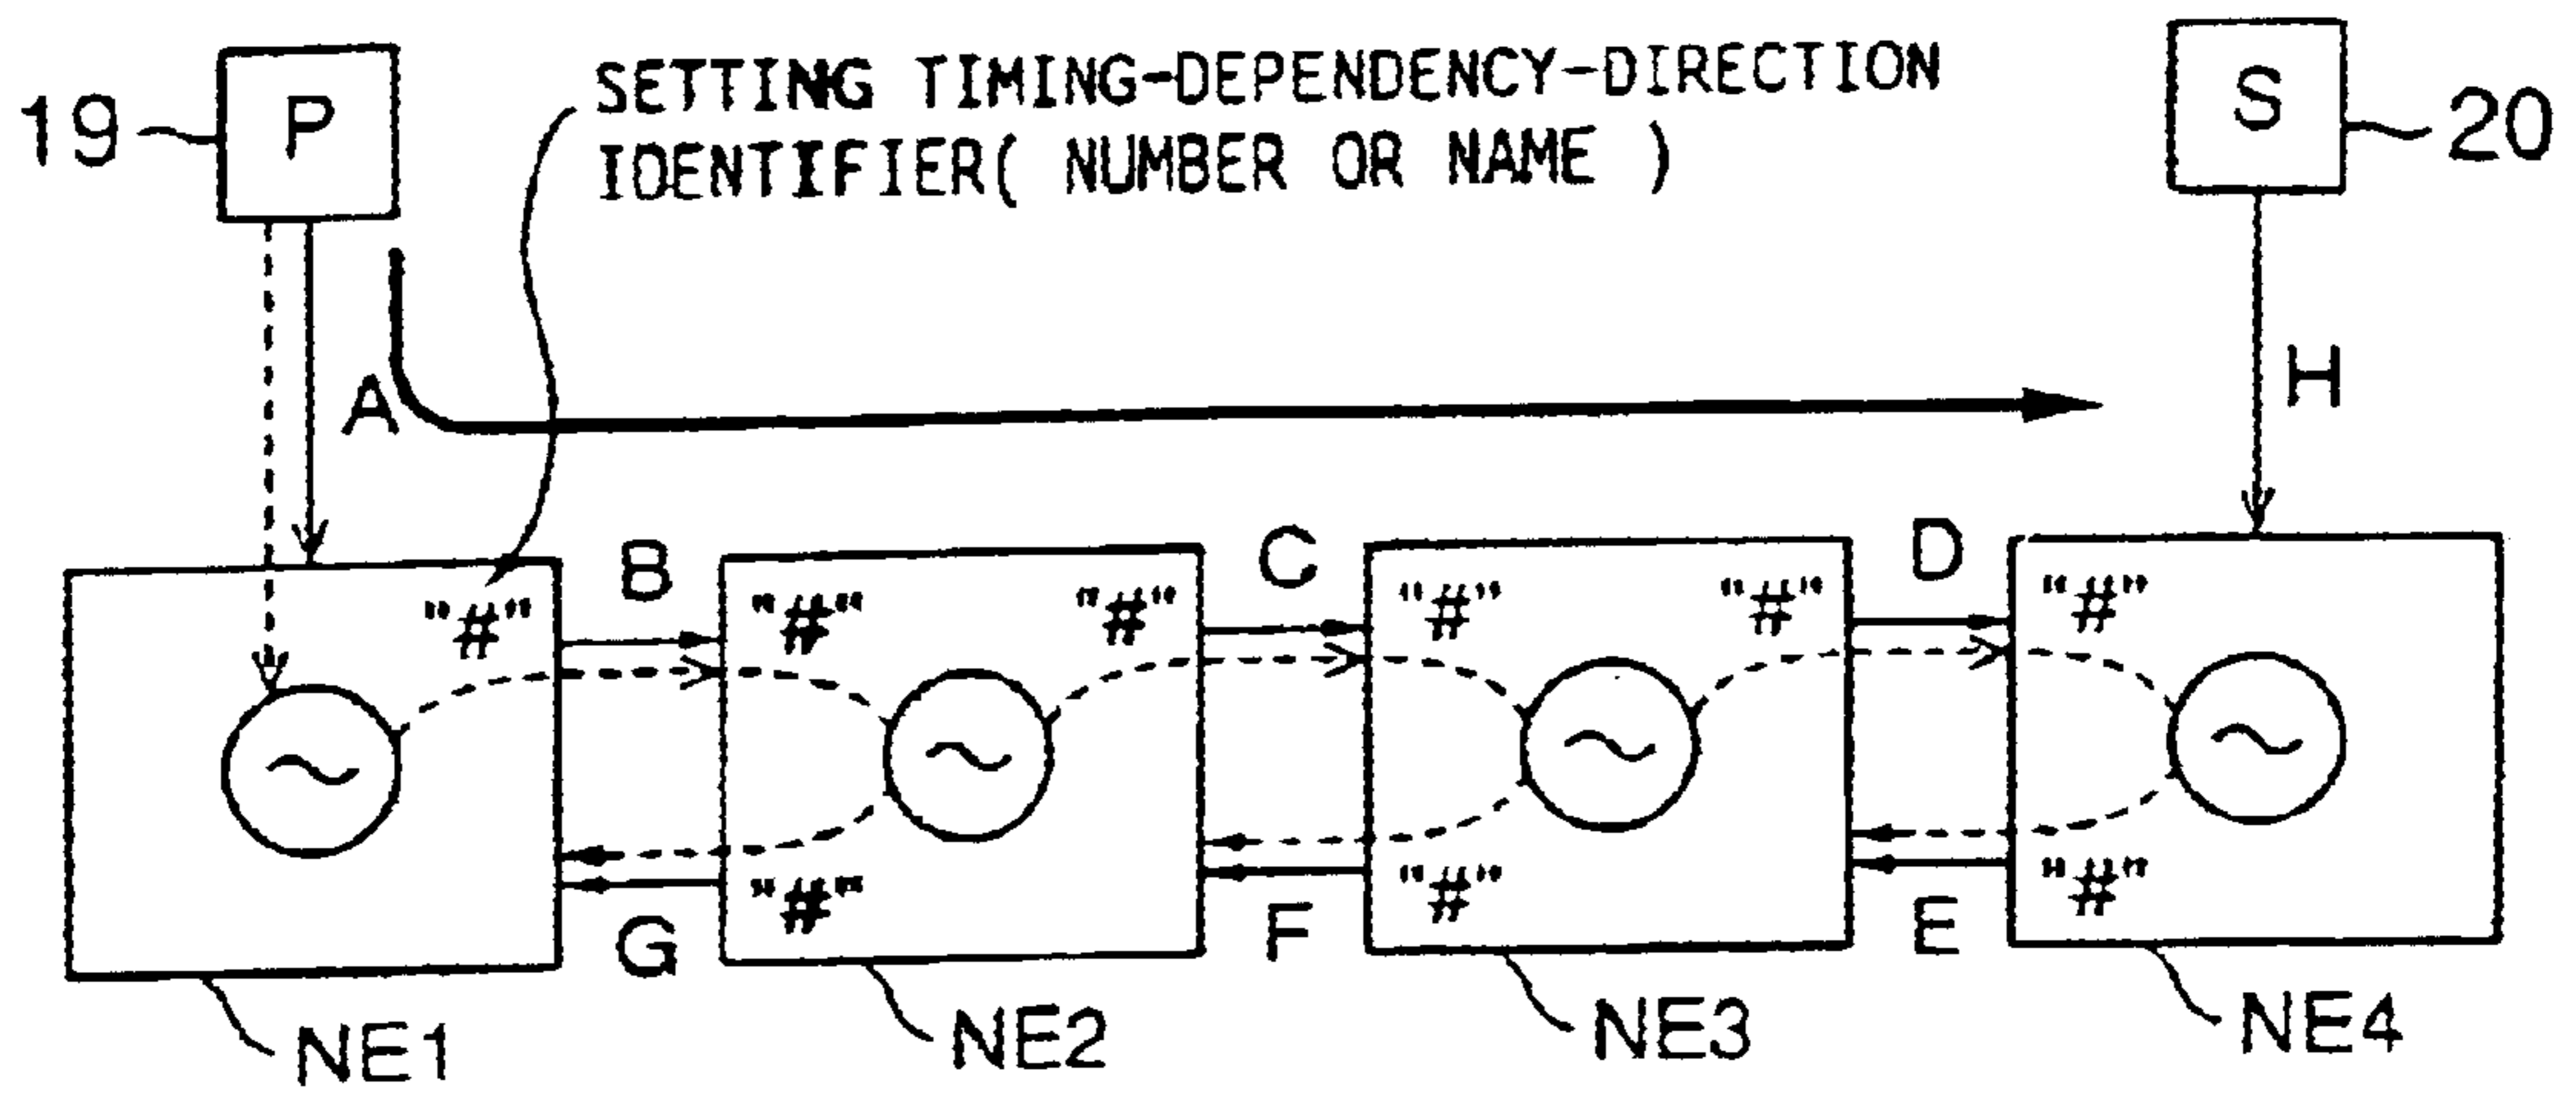 19
P
SETTING TIMING-DEPENDENCY-DIRECTION
IDENTIFIER( NUMBER OR NAME )
S
20
A
H
B
C
D
"#"
"#"
"#"
"#"
"#"
"#"
~
~
~
~
"#"
"#"
"#"
G
F
E
NE1
NE2
NE3
NE4